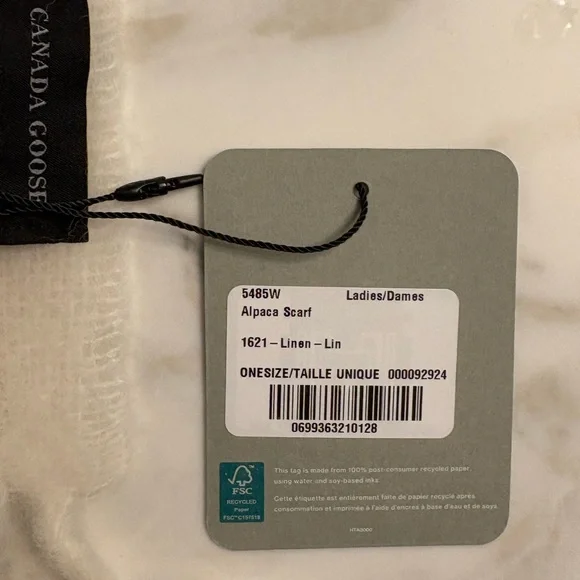 CANADA GOOSE
5485W Ladies/Dames
Alpaca Scarf
1621 – Linen – Lin
ONESIZE/TAILLE UNIQUE 000092924
0699363210128
This tag is made from 100% post-consumer recycled paper,
using water and soy-based inks.
Cette étiquette est entièrement faite de papier recyclé après
consommation et imprimée à l'aide d'encres à base d'eau et de soya.
FSC
RECYCLED
Paper